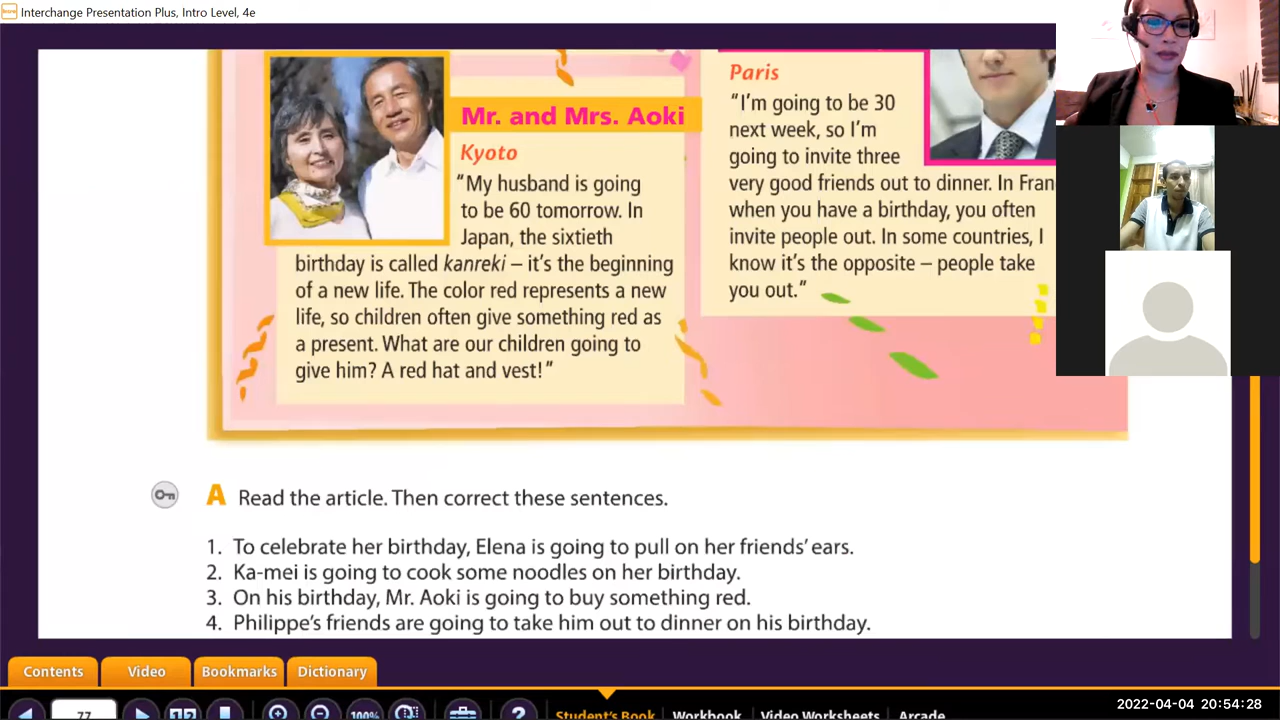 Interchange Presentation Plus, Intro Level, 4e
Mr. and Mrs. Aoki
Kyoto
"My husband is going
to be 60 tomorrow. In
Japan, the sixtieth
birthday is called kanreki – it's the beginning
of a new life. The color red represents a new
life, so children often give something red as
a present. What are our children going to
give him? A red hat and vest!"
Paris
"I'm going to be 30
next week, so I'm
going to invite three
very good friends out to dinner. In Fran
when you have a birthday, you often
invite people out. In some countries, I
know it's the opposite – people take
you out."
A Read the article. Then correct these sentences.
1. To celebrate her birthday, Elena is going to pull on her friends' ears.
2. Ka-mei is going to cook some noodles on her birthday.
3. On his birthday, Mr. Aoki is going to buy something red.
4. Philippe's friends are going to take him out to dinner on his birthday.
Contents Video Bookmarks Dictionary
77 100% ? Student's Book Workbook Video Worksheets Arcade
2022-04-04 20:54:28